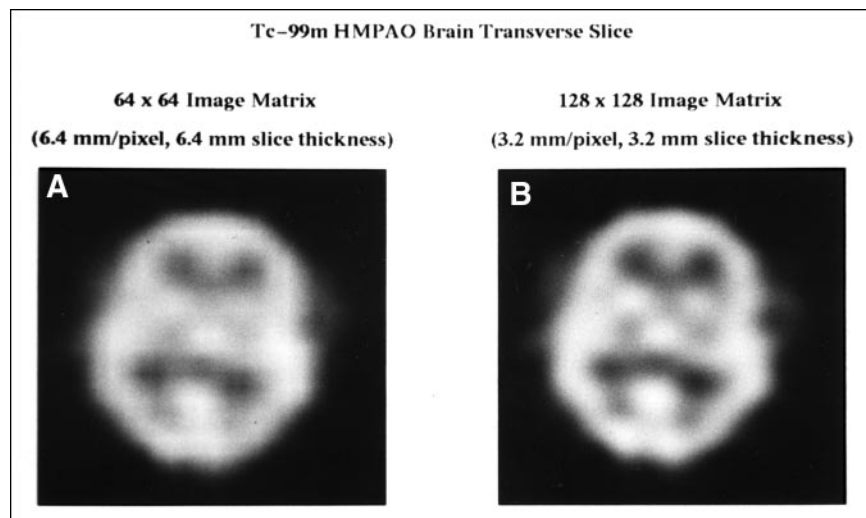 Tc-99m HMPAO Brain Transverse Slice
64 x 64 Image Matrix
(6.4 mm/pixel, 6.4 mm slice thickness)
128 x 128 Image Matrix
(3.2 mm/pixel, 3.2 mm slice thickness)
A
B